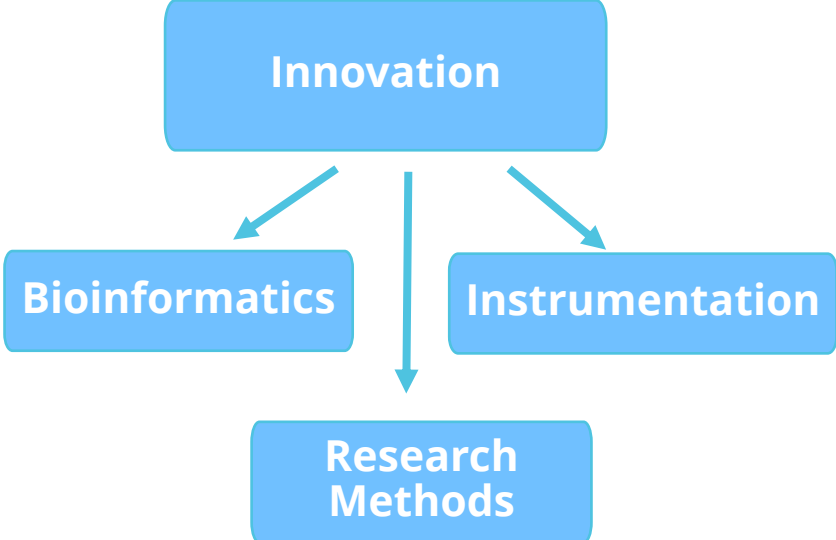 Innovation
Bioinformatics
Instrumentation
Research
Methods